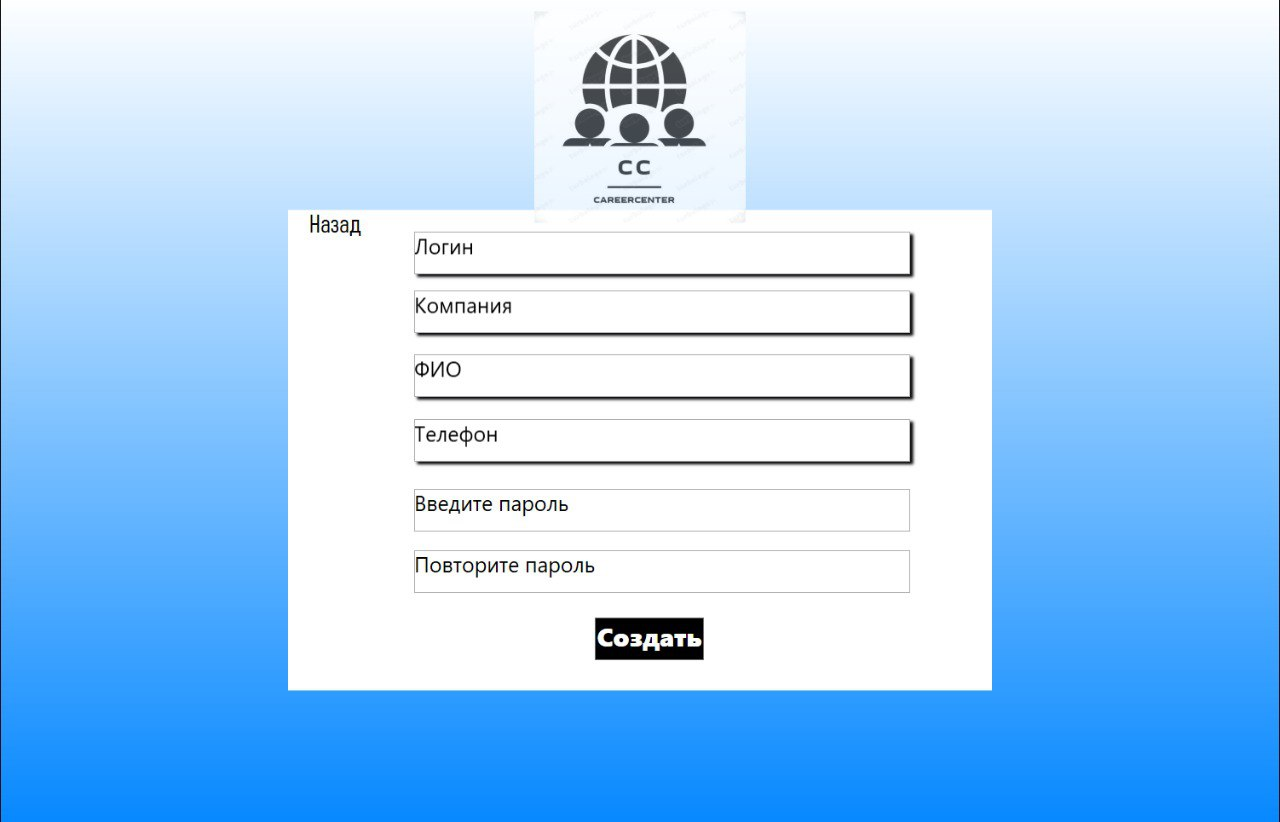 CC
CAREERCENTER
Назад
Логин
Компания
ФИО
Телефон
Введите пароль
Повторите пароль
Создать